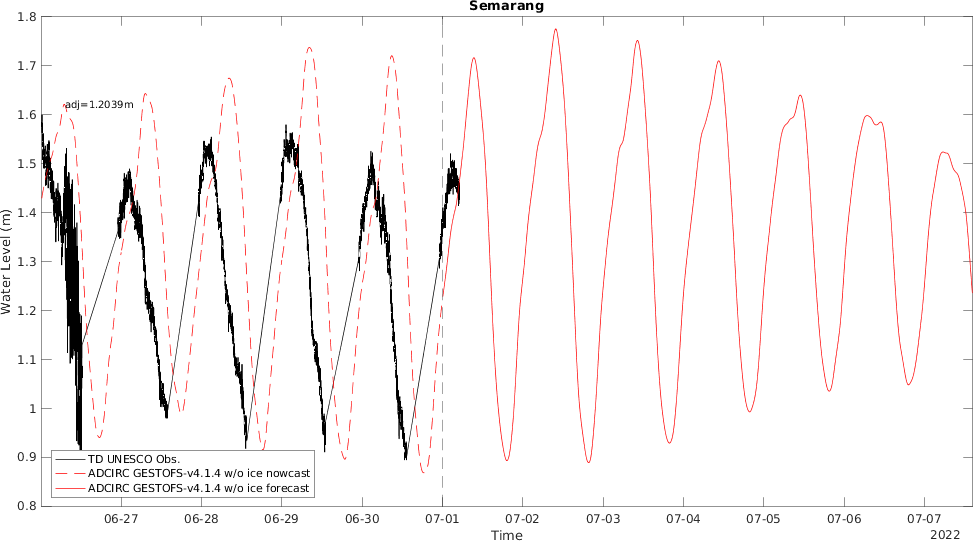 Semarang
1.8
1.7
1.6
1.5
1.4
1.3
1.2
1.1
1
0.9
0.8
Water Level (m)
adj=1.2039m
TD UNESCO Obs.
ADCIRC GESTOFS-v4.1.4 w/o ice nowcast
ADCIRC GESTOFS-v4.1.4 w/o ice forecast
06-27 06-28 06-29 06-30 07-01 07-02 07-03 07-04 07-05 07-06 07-07
Time
2022